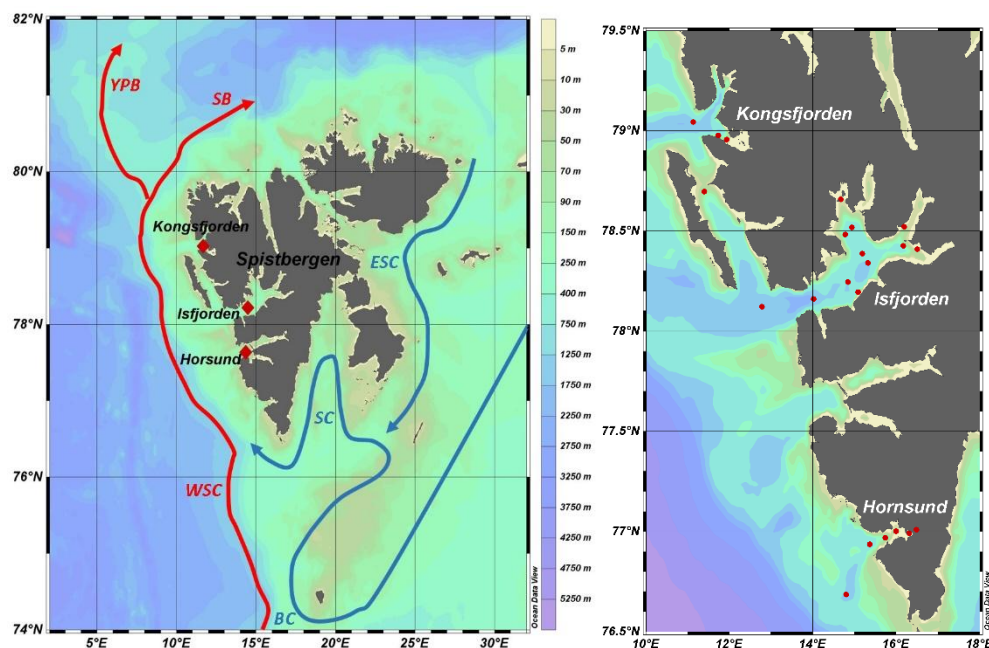 82°N
80°N
78°N
76°N
74°N
5°E
10°E
15°E
20°E
25°E
30°E
YPB
SB
Kongsfjorden
Spistbergen
ESC
Isfjorden
Horsund
SC
WSC
BC
Ocean Data View
5 m
10 m
30 m
50 m
70 m
90 m
150 m
250 m
400 m
750 m
1250 m
1750 m
2250 m
2750 m
3250 m
3750 m
4250 m
4750 m
5250 m
79.5°N
79°N
78.5°N
78°N
77.5°N
77°N
76.5°N
10°E
12°E
14°E
16°E
18°E
Kongsfjorden
Isfjorden
Hornsund
Ocean Data View